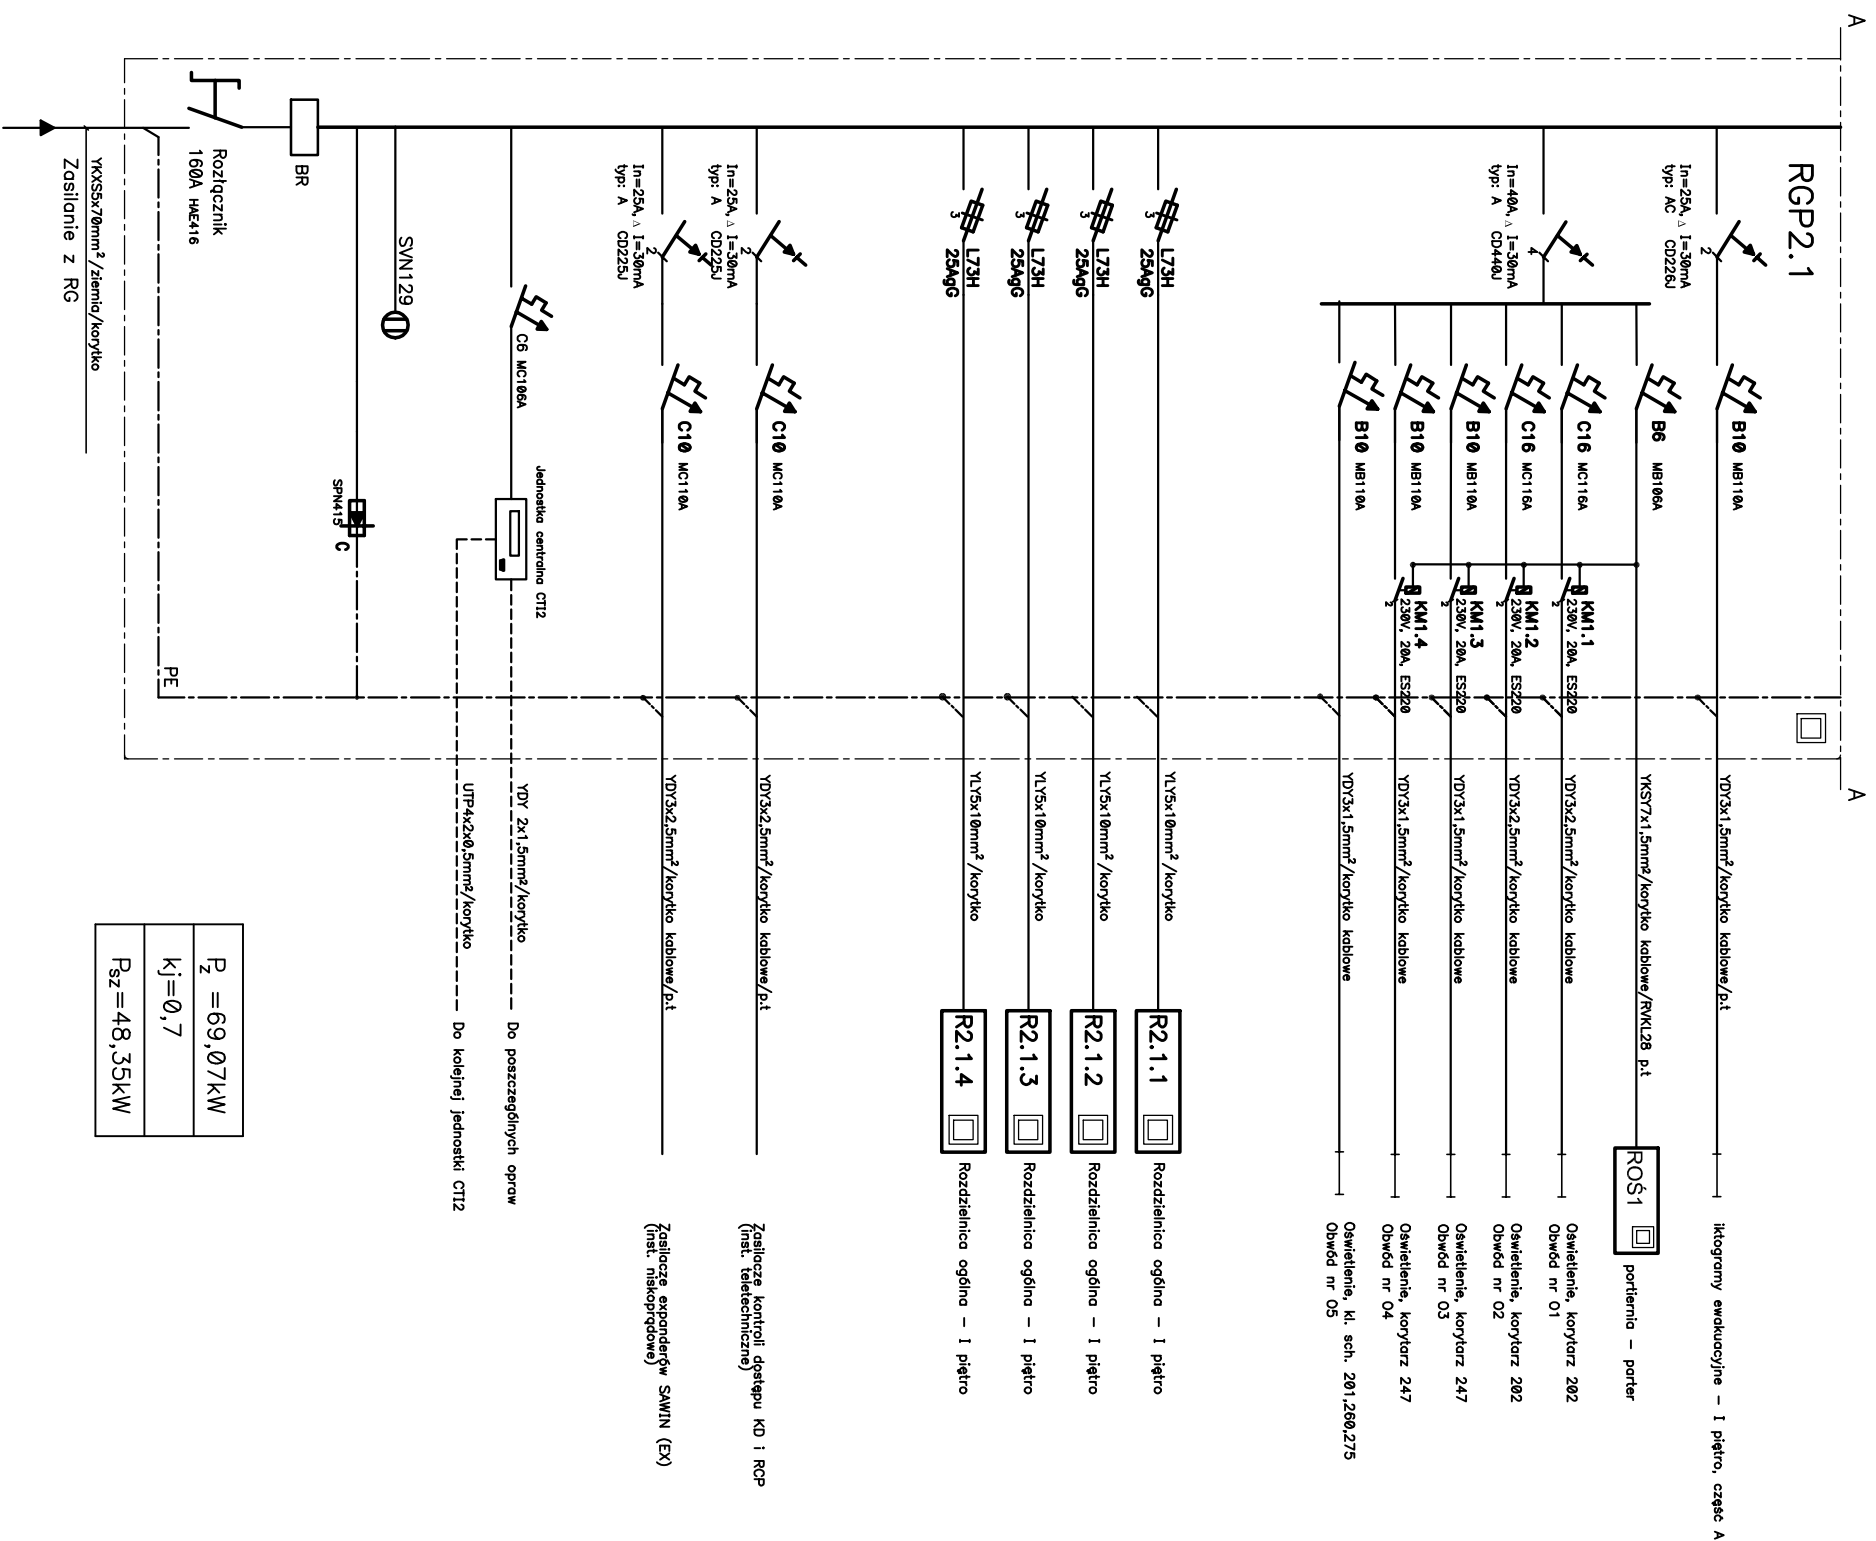 A
A
RGP2.1
In=25A, △ I=30mA
typ: AC CD226J
2
B10 MB110A
YDY3x1,5mm²/korytko kablowe/p.t
iktogramy ewakuacyjne – I piętro, część A
In=40A, △ I=30mA
typ: A CD440J
4
B6 MB106A
YKSY7x1,5mm²/korytko kablowe/RVKL28 p.t
ROŚ1
portiernia – parter
C16 MC116A
KM1.1
230V, 20A, ES220
2
YDY3x2,5mm²/korytko kablowe
Oświetlenie, korytarz 202
Obwód nr O1
C16 MC116A
KM1.2
230V, 20A, ES220
2
YDY3x2,5mm²/korytko kablowe
Oświetlenie, korytarz 202
Obwód nr O2
B10 MB110A
KM1.3
230V, 20A, ES220
2
YDY3x1,5mm²/korytko kablowe
Oświetlenie, korytarz 247
Obwód nr O3
B10 MB110A
KM1.4
230V, 20A, ES220
2
YDY3x1,5mm²/korytko kablowe
Oświetlenie, korytarz 247
Obwód nr O4
B10 MB110A
YDY3x1,5mm²/korytko kablowe
Oświetlenie, kl. sch. 201,260,275
Obwód nr O5
3
L73H
25AgG
YLY5x10mm²/korytko
R2.1.1
Rozdzielnica ogólna – I piętro
3
L73H
25AgG
YLY5x10mm²/korytko
R2.1.2
Rozdzielnica ogólna – I piętro
3
L73H
25AgG
YLY5x10mm²/korytko
R2.1.3
Rozdzielnica ogólna – I piętro
3
L73H
25AgG
YLY5x10mm²/korytko
R2.1.4
Rozdzielnica ogólna – I piętro
In=25A, △ I=30mA
typ: A CD225J
2
C10 MC110A
YDY3x2,5mm²/korytko kablowe/p.t
Zasilacze kontroli dostępu KD i RCP
(inst. teletechniczne)
In=25A, △ I=30mA
typ: A CD225J
2
C10 MC110A
YDY3x2,5mm²/korytko kablowe/p.t
Zasilacze expanderów SAWIN (EX)
(inst. niskoprądowe)
C6 MC106A
Jednostka centralna CTI2
YDY 2x1,5mm²/korytko
Do poszczególnych opraw
UTP4x2x0,5mm²/korytko
Do kolejnej jednostki CTI2
SVN129
SPN415
C
BR
Rozłącznik
160A HAE416
PE
YKXS5x70mm²/ziemia/korytko
Zasilanie z RG
Pz =69,07kW
kj=0,7
Psz=48,35kW